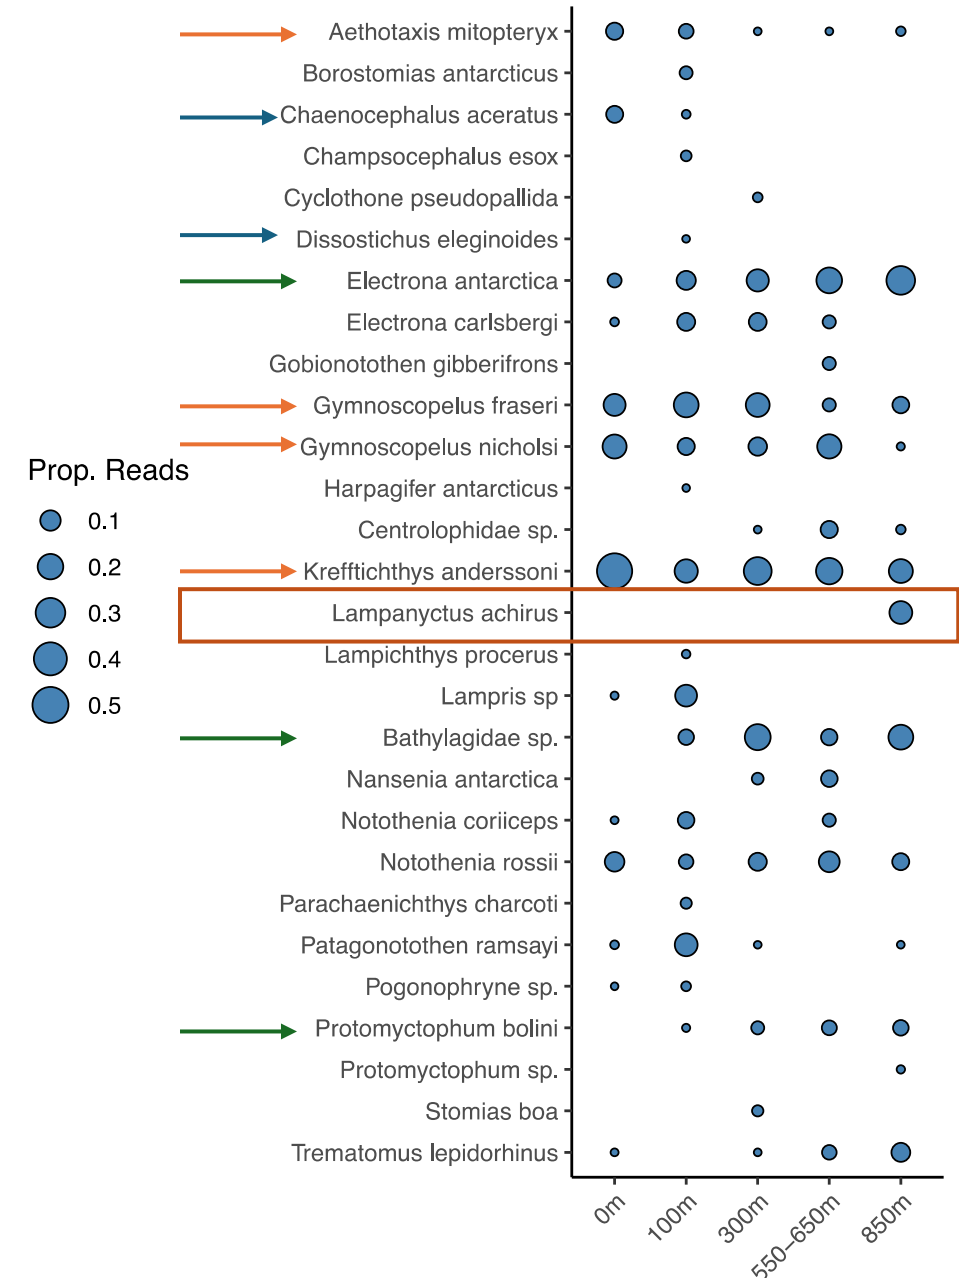 Aethotaxis mitopteryx
Borostomias antarcticus
Chaenocephalus aceratus
Champsocephalus esox
Cyclothone pseudopallida
Dissostichus eleginoides
Electrona antarctica
Electrona carlsbergi
Gobionotothen gibberifrons
Gymnoscopelus fraseri
Gymnoscopelus nicholsi
Harpagifer antarcticus
Centrolophidae sp.
Krefftichthys anderssoni
Lampanyctus achirus
Lampichthys procerus
Lampris sp
Bathylagidae sp.
Nansenia antarctica
Notothenia coriiceps
Notothenia rossii
Parachaenichthys charcoti
Patagonotothen ramsayi
Pogonophryne sp.
Protomyctophum bolini
Protomyctophum sp.
Stomias boa
Trematomus lepidorhinus
Prop. Reads
0.1
0.2
0.3
0.4
0.5
0m
100m
300m
550–650m
850m